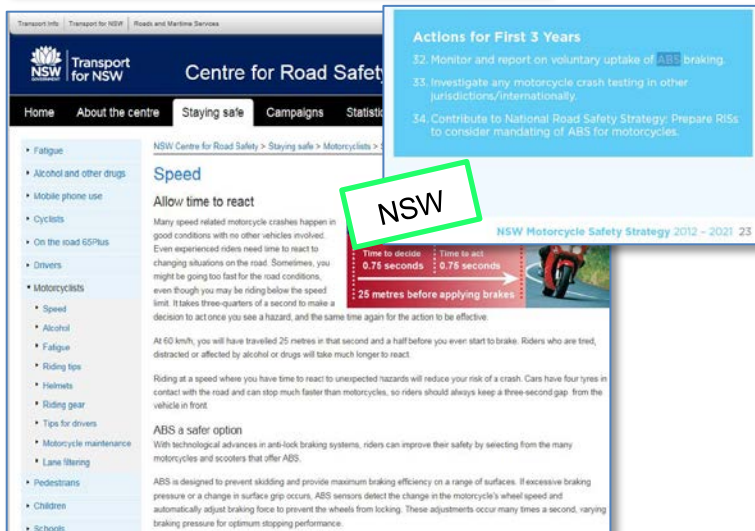 Transport Info | Transport for NSW | Roads and Maritime Services
NSW
GOVERNMENT
Transport
for NSW
Centre for Road Safety
Home About the centre Staying safe Campaigns
Fatigue
Alcohol and other drugs
Mobile phone use
Cyclists
On the road 65Plus
Drivers
Motorcyclists
Speed
Alcohol
Fatigue
Riding tips
Helmets
Riding gear
Tips for drivers
Motorcycle maintenance
Lane filtering
Pedestrians
Children
Schools
NSW Centre for Road Safety > Staying safe > Motorcyclists >
Speed
Allow time to react
Many speed related motorcycle crashes happen in
good conditions with no other vehicles involved.
Even experienced riders need time to react to
changing situations on the road. Sometimes, you
might be going too fast for the road conditions,
even though you may be riding below the speed
limit. It takes three-quarters of a second to make a
decision to act once you see a hazard, and the same time again for the action to be effective.
Time to decide Time to act
0.75 seconds 0.75 seconds
25 metres before applying brakes
At 60 km/h, you will have travelled 25 metres in that second and a half before you even start to brake. Riders who are tired,
distracted or affected by alcohol or drugs will take much longer to react.
Riding at a speed where you have time to react to unexpected hazards will reduce your risk of a crash. Cars have four tyres in
contact with the road and can stop much faster than motorcycles, so riders should always keep a three-second gap from the
vehicle in front.
ABS a safer option
With technological advances in anti-lock braking systems, riders can improve their safety by selecting from the many
motorcycles and scooters that offer ABS.
ABS is designed to prevent skidding and provide maximum braking efficiency on a range of surfaces. If excessive braking
pressure or a change in surface grip occurs, ABS sensors detect the change in the motorcycle's wheel speed and
automatically adjust braking force to prevent the wheels from locking. These adjustments occur many times a second, varying
braking pressure for optimum stopping performance.
NSW
Actions for First 3 Years
32. Monitor and report on voluntary uptake of ABS braking.
33. Investigate any motorcycle crash testing in other
jurisdictions/internationally.
34. Contribute to National Road Safety Strategy: Prepare RISs
to consider mandating of ABS for motorcycles.
NSW Motorcycle Safety Strategy 2012 – 2021 23